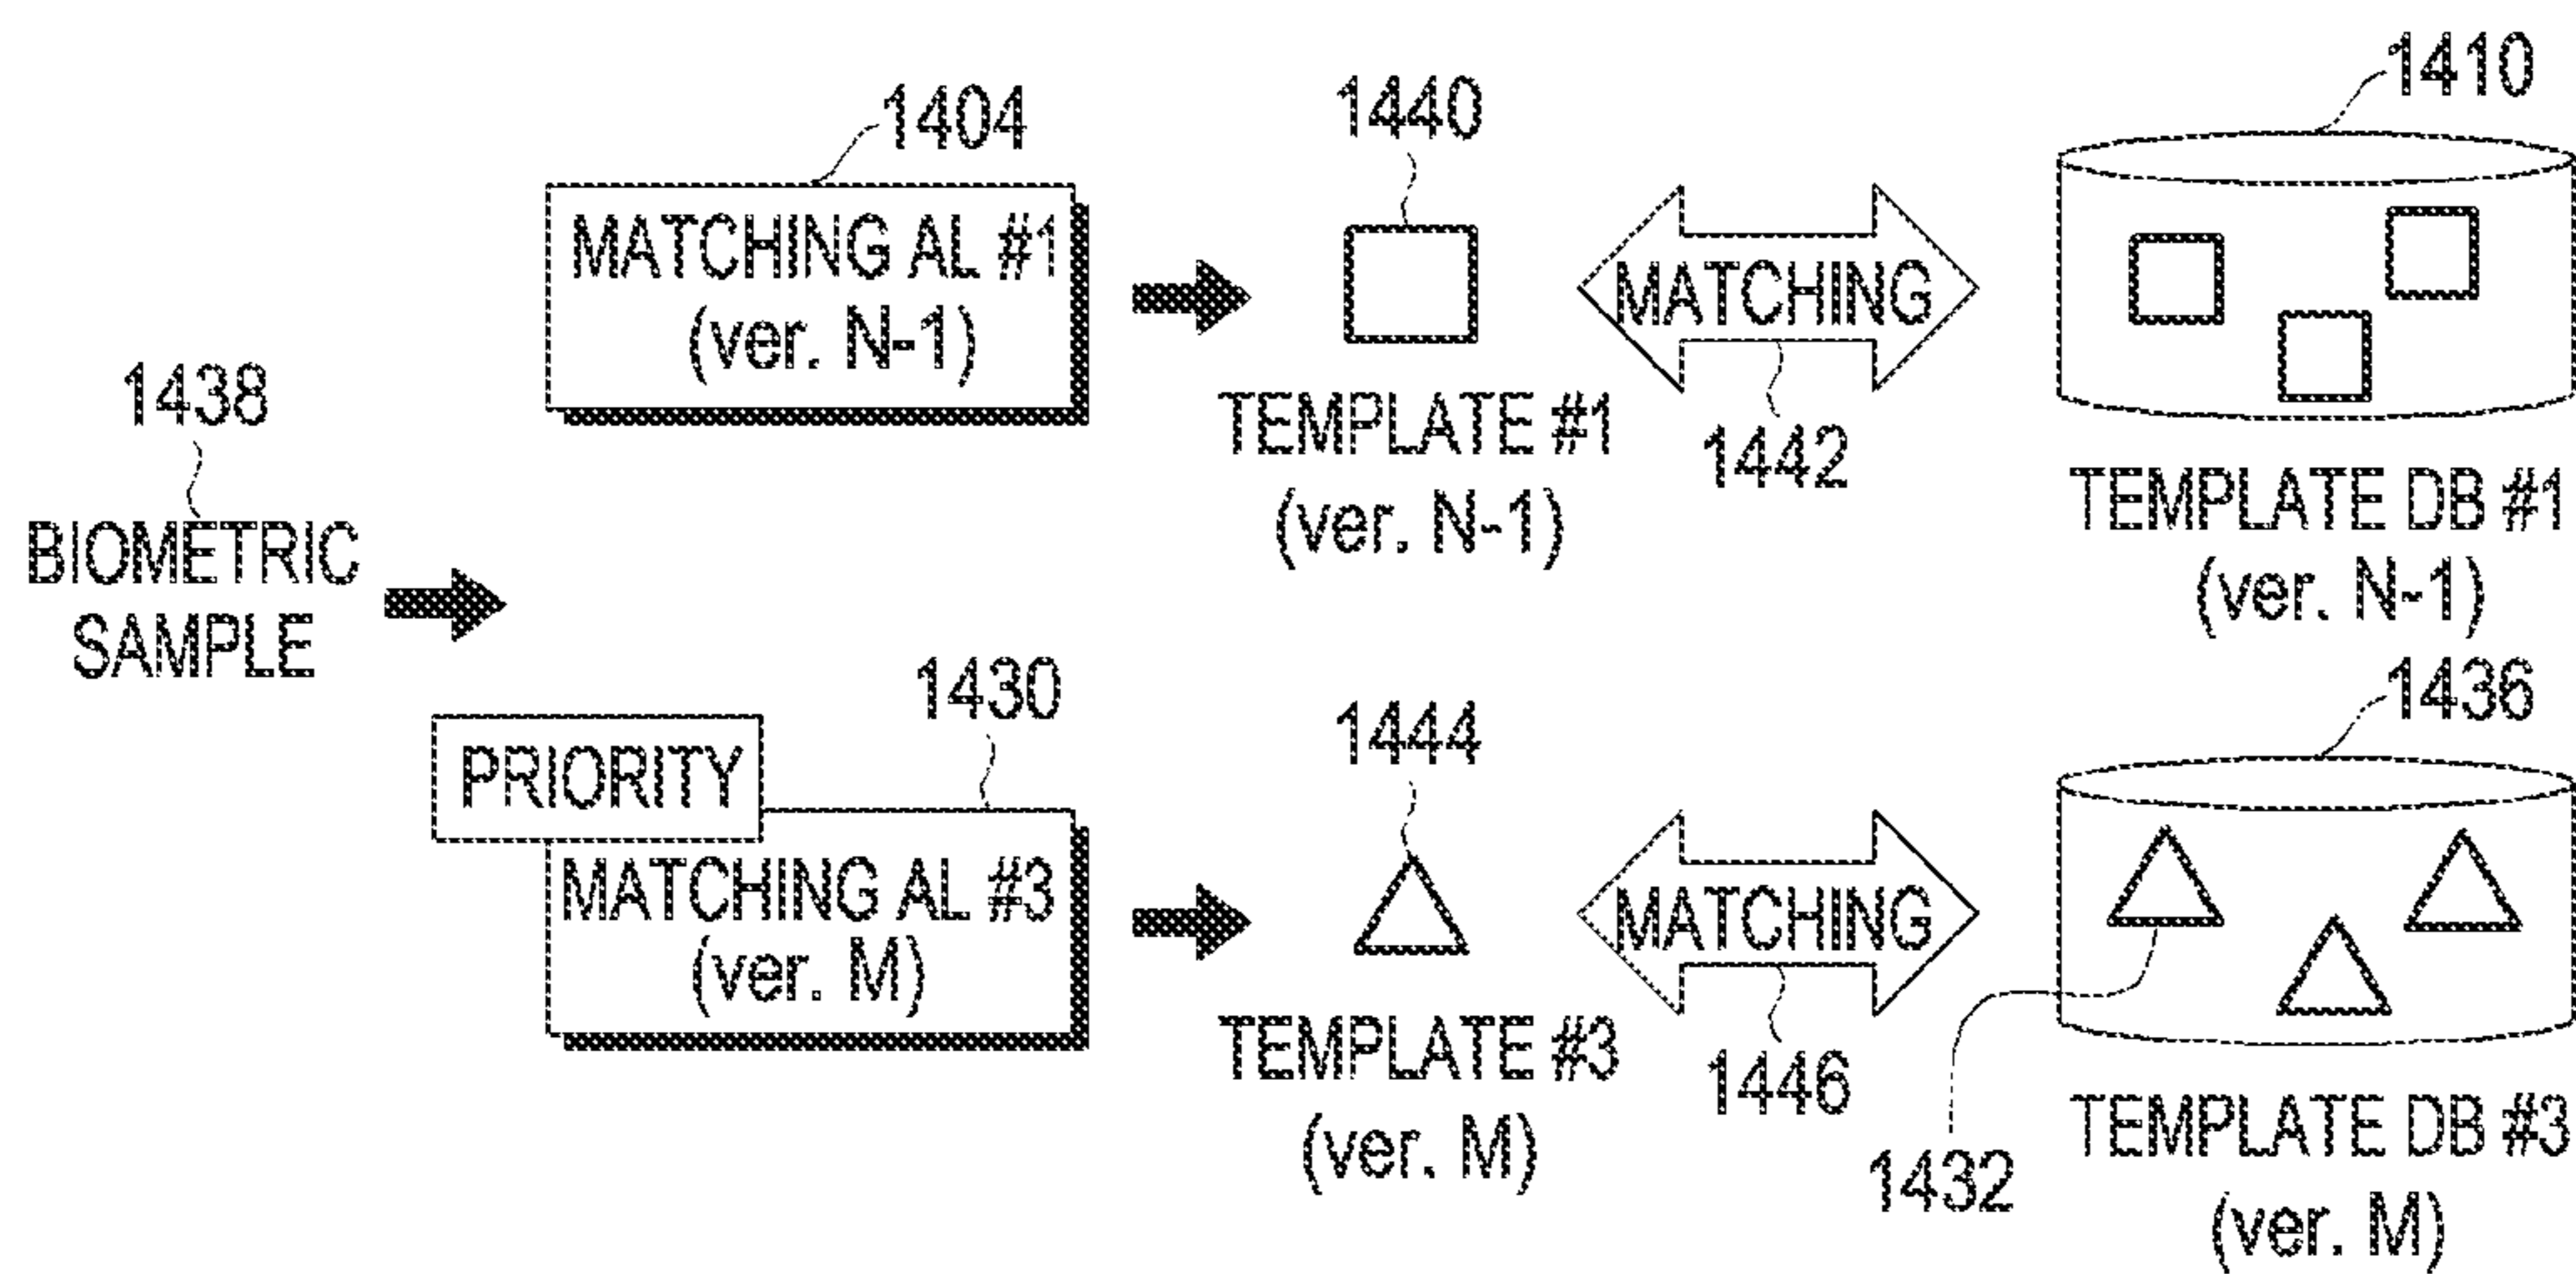 1438
BIOMETRIC
SAMPLE
1404
MATCHING AL #1
(ver. N-1)
1440
TEMPLATE #1
(ver. N-1)
MATCHING
1442
1410
TEMPLATE DB #1
(ver. N-1)
PRIORITY
1430
MATCHING AL #3
(ver. M)
1444
TEMPLATE #3
(ver. M)
MATCHING
1446
1436
1432
TEMPLATE DB #3
(ver. M)